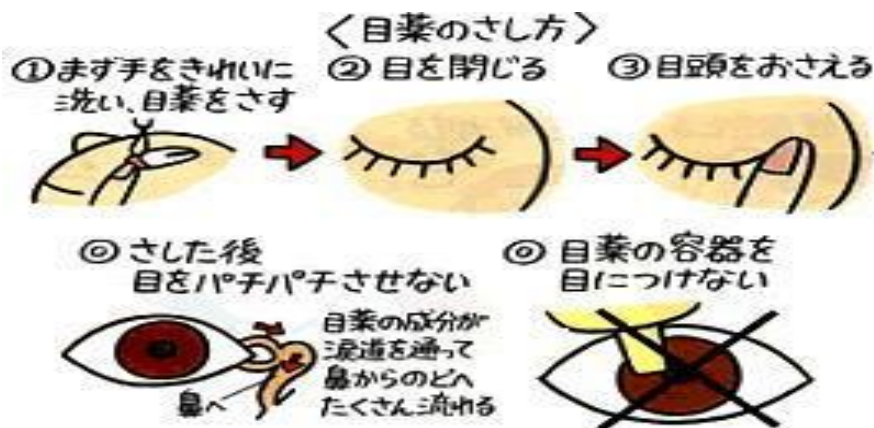 〈目薬のさし方〉
①まず手をきれいに
洗い、目薬をさす
②目を閉じる
③目頭をおさえる
◎さした後
目をパチパチさせない
目薬の成分が
涙道を通って
鼻からのどへ
たくさん流れる
鼻へ
◎目薬の容器を
目につけない